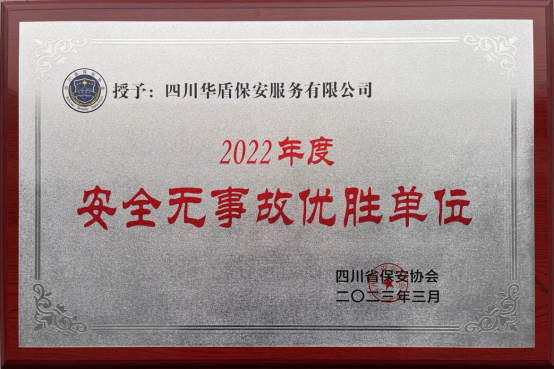 授予：四川华盾保安服务有限公司
2022年度
安全无事故优胜单位
四川省保安协会
二〇二三年三月